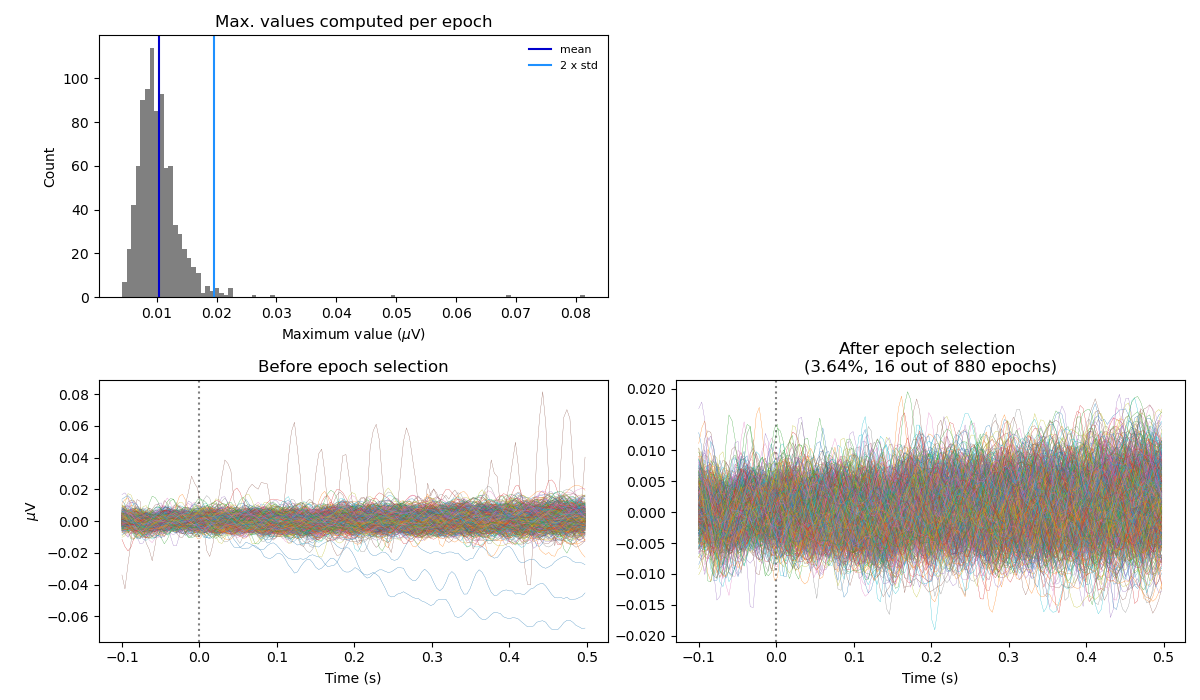 Max. values computed per epoch
mean
2 x std
100
80
60
40
20
0
Count
0.01 0.02 0.03 0.04 0.05 0.06 0.07 0.08
Maximum value (μV)
Before epoch selection
0.08
0.06
0.04
0.02
0.00
−0.02
−0.04
−0.06
μV
−0.1 0.0 0.1 0.2 0.3 0.4 0.5
Time (s)
After epoch selection
(3.64%, 16 out of 880 epochs)
0.020
0.015
0.010
0.005
0.000
−0.005
−0.010
−0.015
−0.020
−0.1 0.0 0.1 0.2 0.3 0.4 0.5
Time (s)